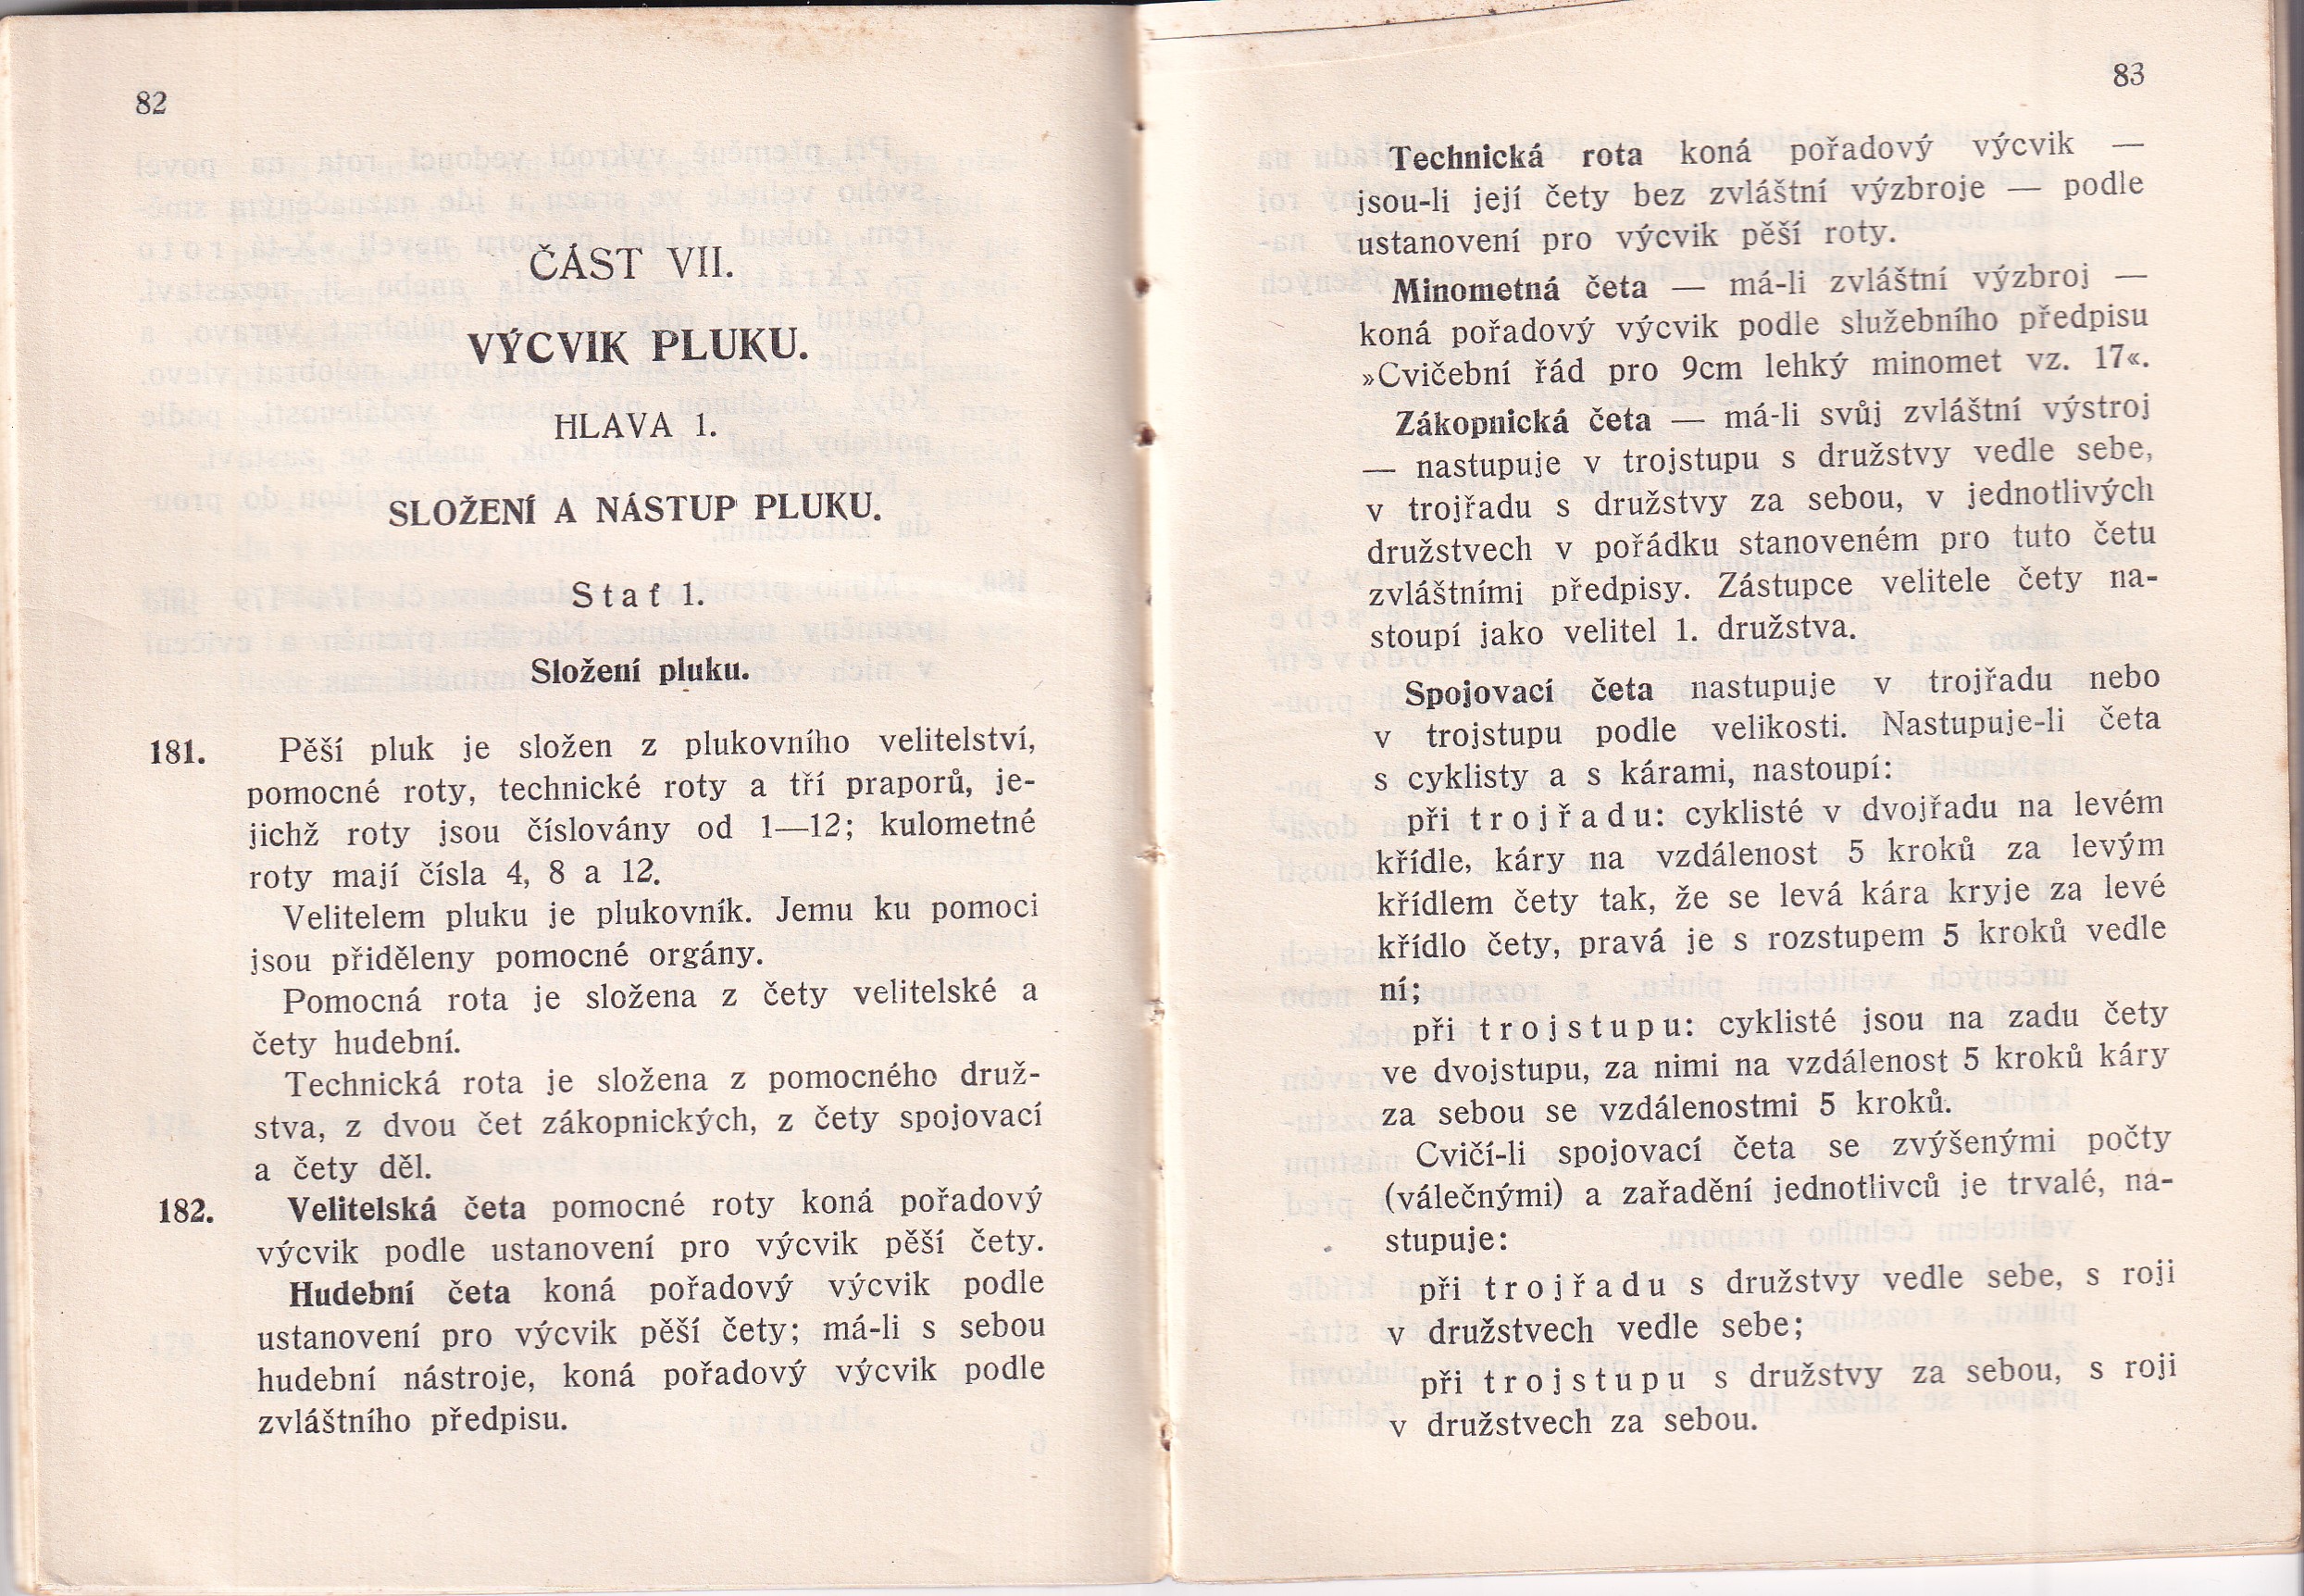 82
ČÁST VII.
VÝCVIK PLUKU.
HLAVA 1.
SLOŽENÍ A NÁSTUP PLUKU.
Stať 1.
Složení pluku.
181. Pěší pluk je složen z plukovního velitelství,
pomocné roty, technické roty a tří praporů, je-
jichž roty jsou číslovány od 1—12; kulometné
roty mají čísla 4, 8 a 12.
Velitelem pluku je plukovník. Jemu ku pomoci
jsou přiděleny pomocné orgány.
Pomocná rota je složena z čety velitelské a
čety hudební.
Technická rota je složena z pomocného druž-
stva, z dvou čet zákopnických, z čety spojovací
a čety děl.
182. Velitelská četa pomocné roty koná pořadový
výcvik podle ustanovení pro výcvik pěší čety.
Hudební četa koná pořadový výcvik podle
ustanovení pro výcvik pěší čety; má-li s sebou
hudební nástroje, koná pořadový výcvik podle
zvláštního předpisu.
83
Technická rota koná pořadový výcvik —
jsou-li její čety bez zvláštní výzbroje — podle
ustanovení pro výcvik pěší roty.
Minometná četa — má-li zvláštní výzbroj —
koná pořadový výcvik podle služebního předpisu
»Cvičební řád pro 9cm lehký minomet vz. 17«.
Zákopnická četa — má-li svůj zvláštní výstroj
— nastupuje v trojstupu s družstvy vedle sebe,
v trojřadu s družstvy za sebou, v jednotlivých
družstvech v pořádku stanoveném pro tuto četu
zvláštními předpisy. Zástupce velitele čety na-
stoupí jako velitel 1. družstva.
Spojovací četa nastupuje v trojřadu nebo
v trojstupu podle velikosti. Nastupuje-li četa
s cyklisty a s kárami, nastoupí:
při trojřadu: cyklisté v dvojřadu na levém
křídle, káry na vzdálenost 5 kroků za levým
křídlem čety tak, že se levá kára kryje za levé
křídlo čety, pravá je s rozstupem 5 kroků vedle
ní;
při trojstupu: cyklisté jsou na zadu čety
ve dvojstupu, za nimi na vzdálenost 5 kroků káry
za sebou se vzdálenostmi 5 kroků.
Cvičí-li spojovací četa se zvýšenými počty
(válečnými) a zařadění jednotlivců je trvalé, na-
stupuje:
při trojřadu s družstvy vedle sebe, s roji
v družstvech vedle sebe;
při trojstupu s družstvy za sebou, s roji
v družstvech za sebou.